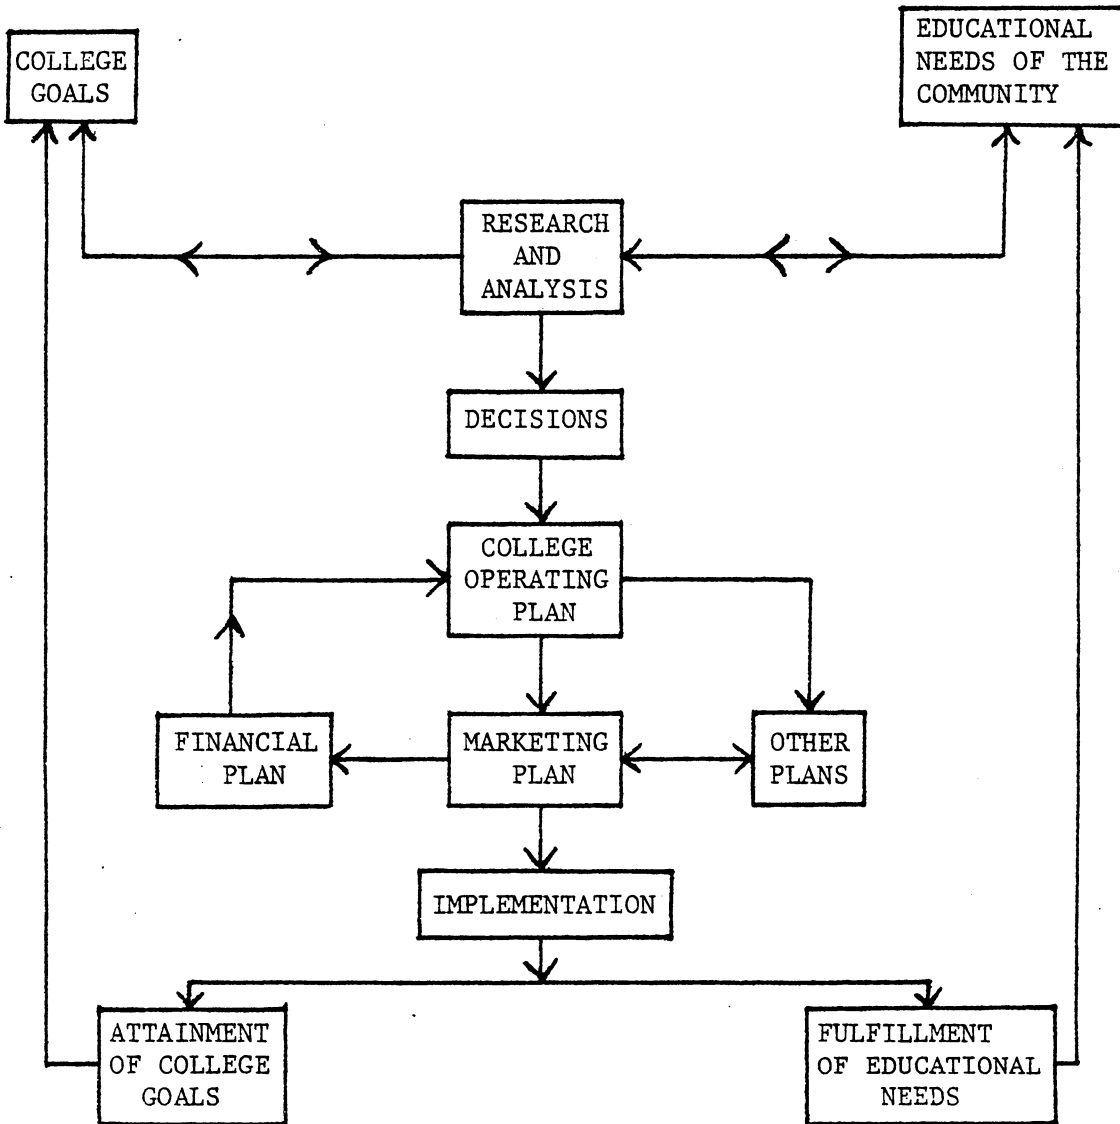 COLLEGE
GOALS
EDUCATIONAL
NEEDS OF THE
COMMUNITY
RESEARCH
AND
ANALYSIS
DECISIONS
COLLEGE
OPERATING
PLAN
FINANCIAL
PLAN
MARKETING
PLAN
OTHER
PLANS
IMPLEMENTATION
ATTAINMENT
OF COLLEGE
GOALS
FULFILLMENT
OF EDUCATIONAL
NEEDS